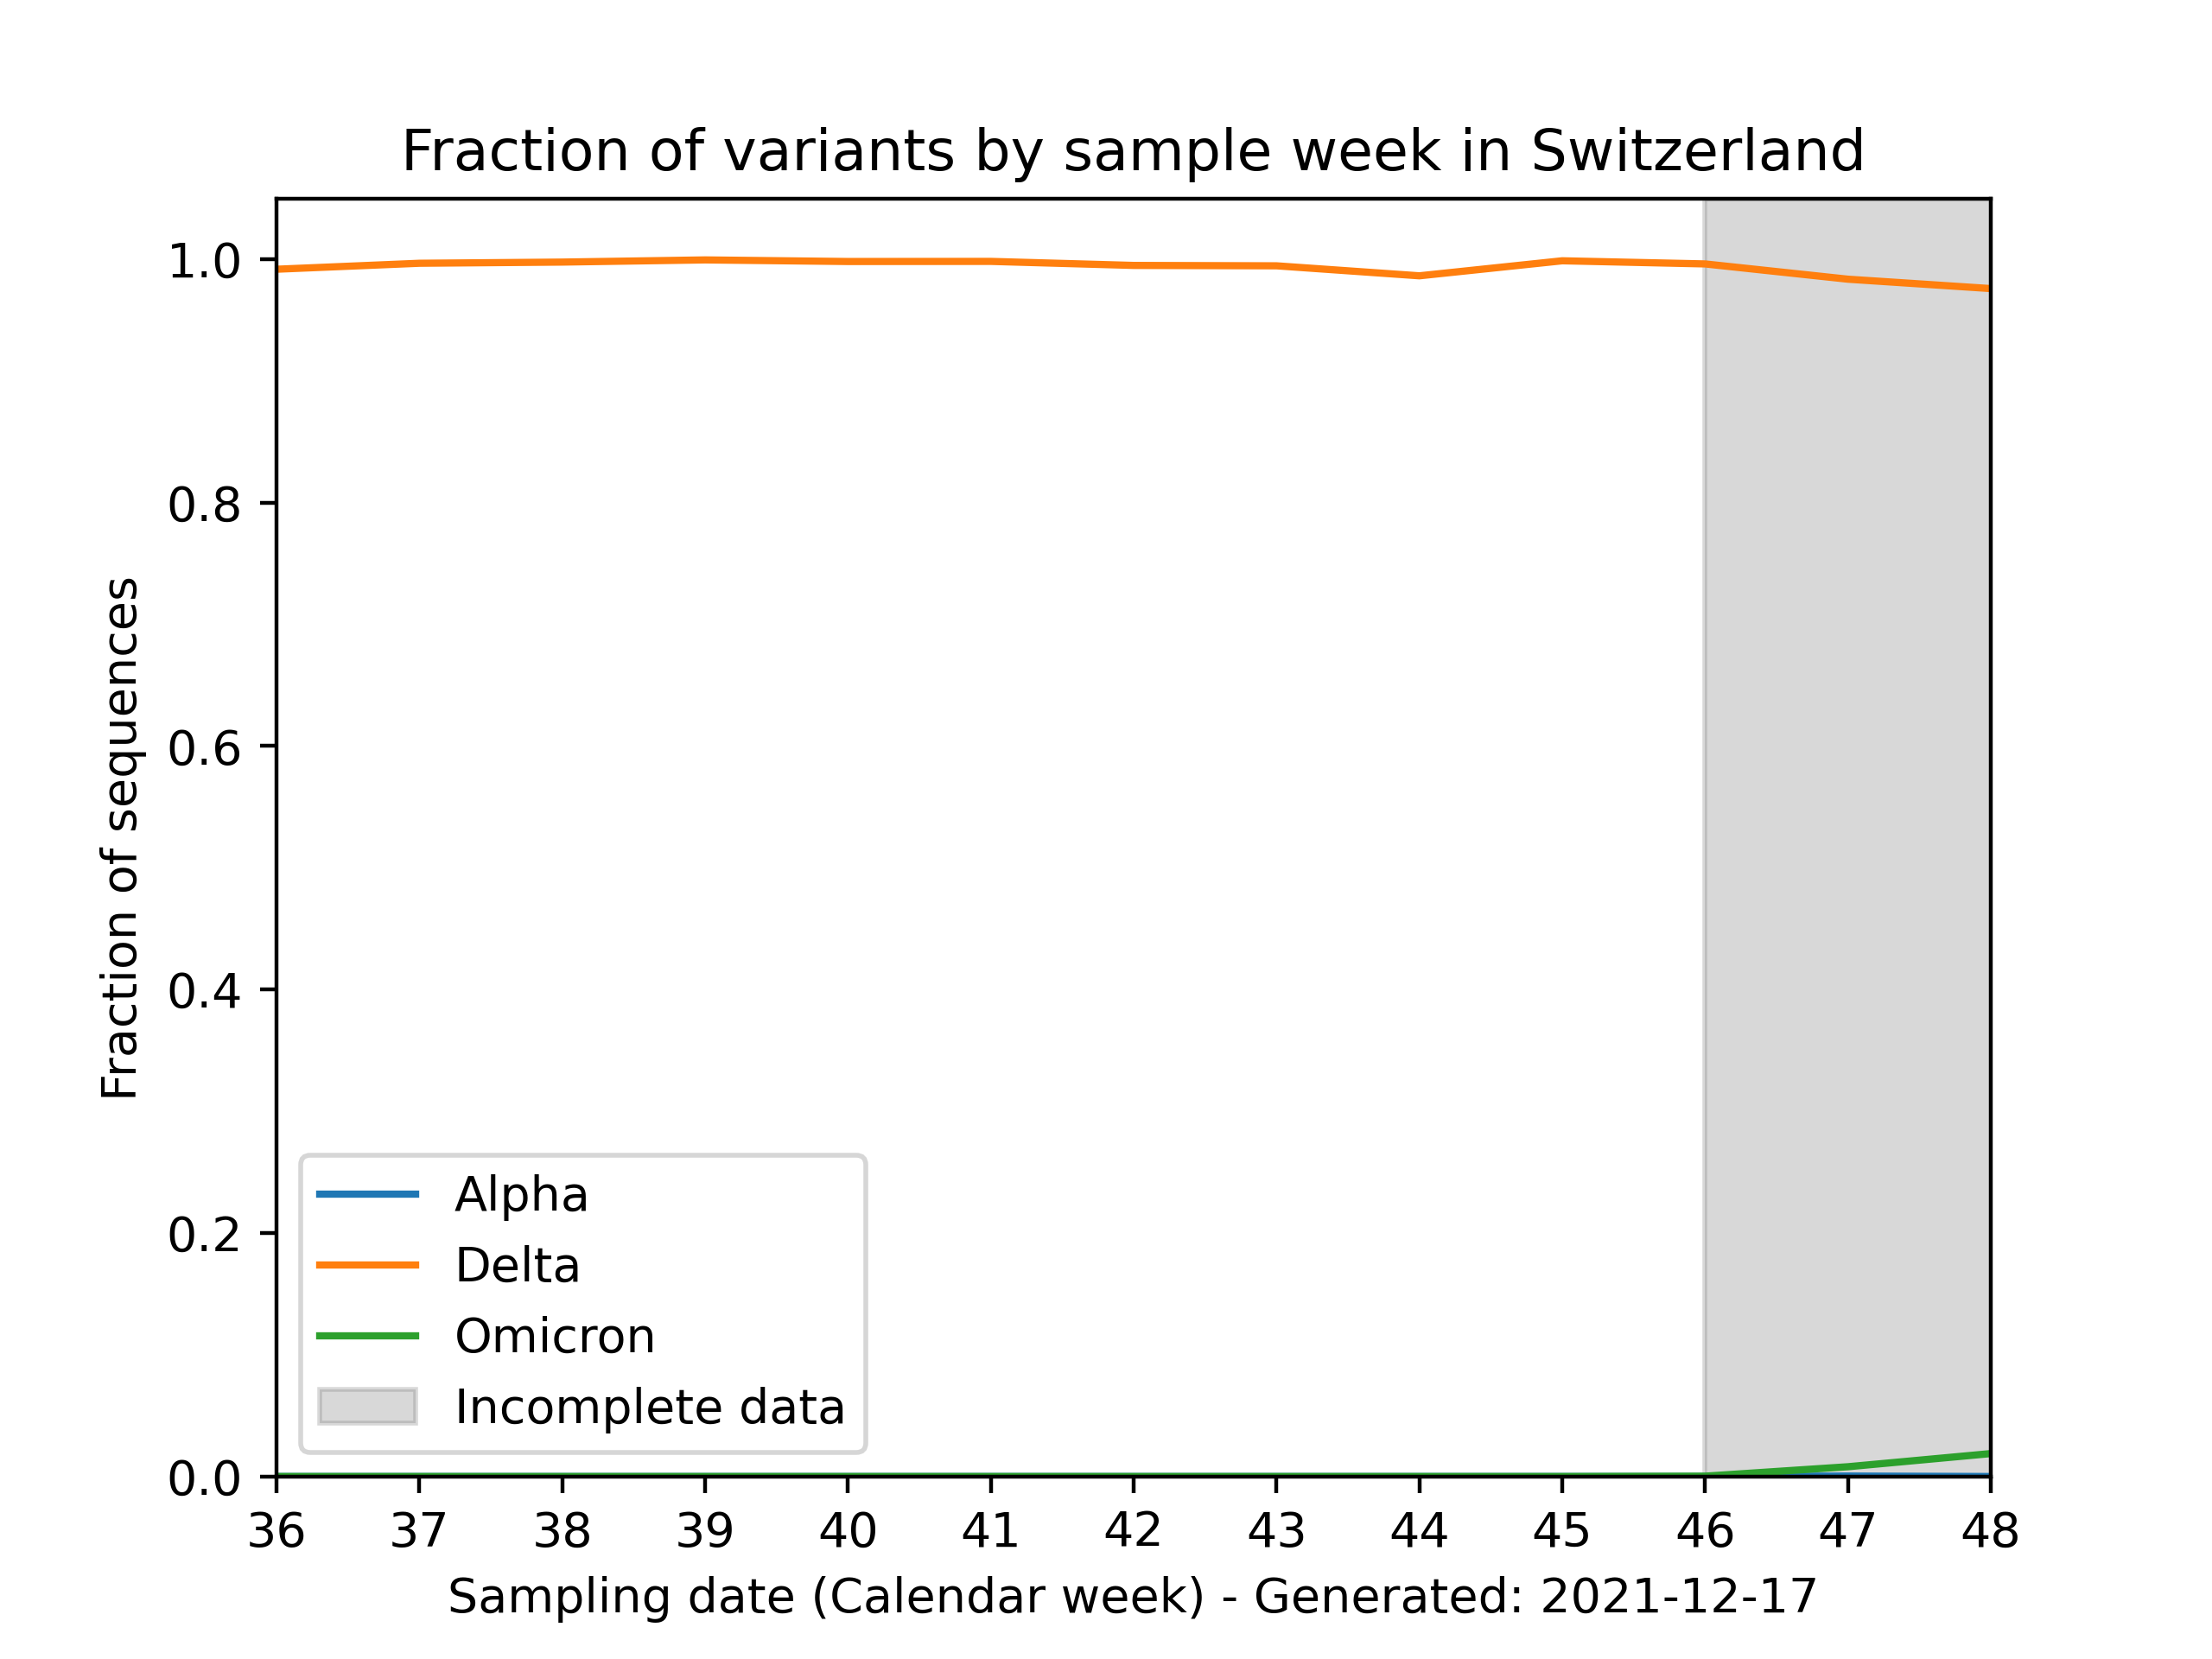 Fraction of variants by sample week in Switzerland
1.0
0.8
0.6
0.4
0.2
0.0
Fraction of sequences
Alpha
Delta
Omicron
Incomplete data
36 37 38 39 40 41 42 43 44 45 46 47 48
Sampling date (Calendar week) - Generated: 2021-12-17